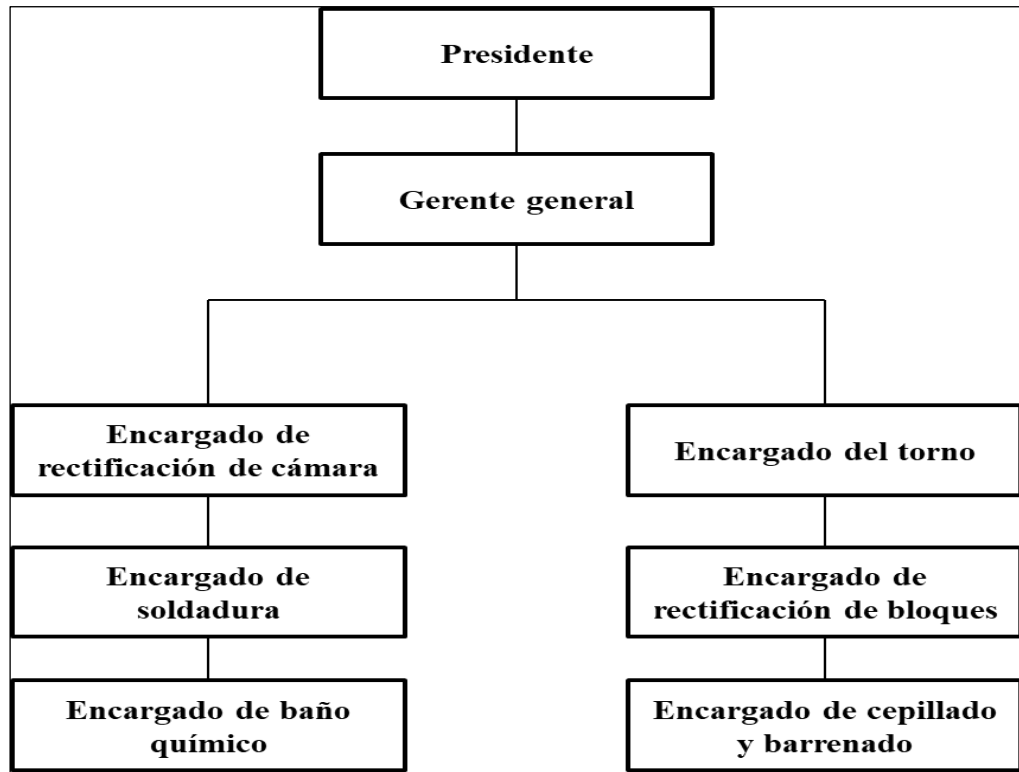 Presidente
Gerente general
Encargado de
rectificación de cámara
Encargado del torno
Encargado de
soldadura
Encargado de
rectificación de bloques
Encargado de baño
químico
Encargado de cepillado
y barrenado